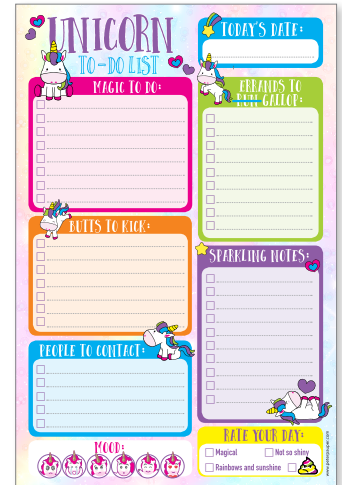 UNICORN
TO-DO LIST
TODAY'S DATE:
MAGIC TO DO:
ERRANDS TO
RUN GALLOP:
BUTTS TO KICK:
SPARKLING NOTES:
PEOPLE TO CONTACT:
MOOD:
RATE YOUR DAY:
Magical
Not so shiny
Rainbows and sunshine